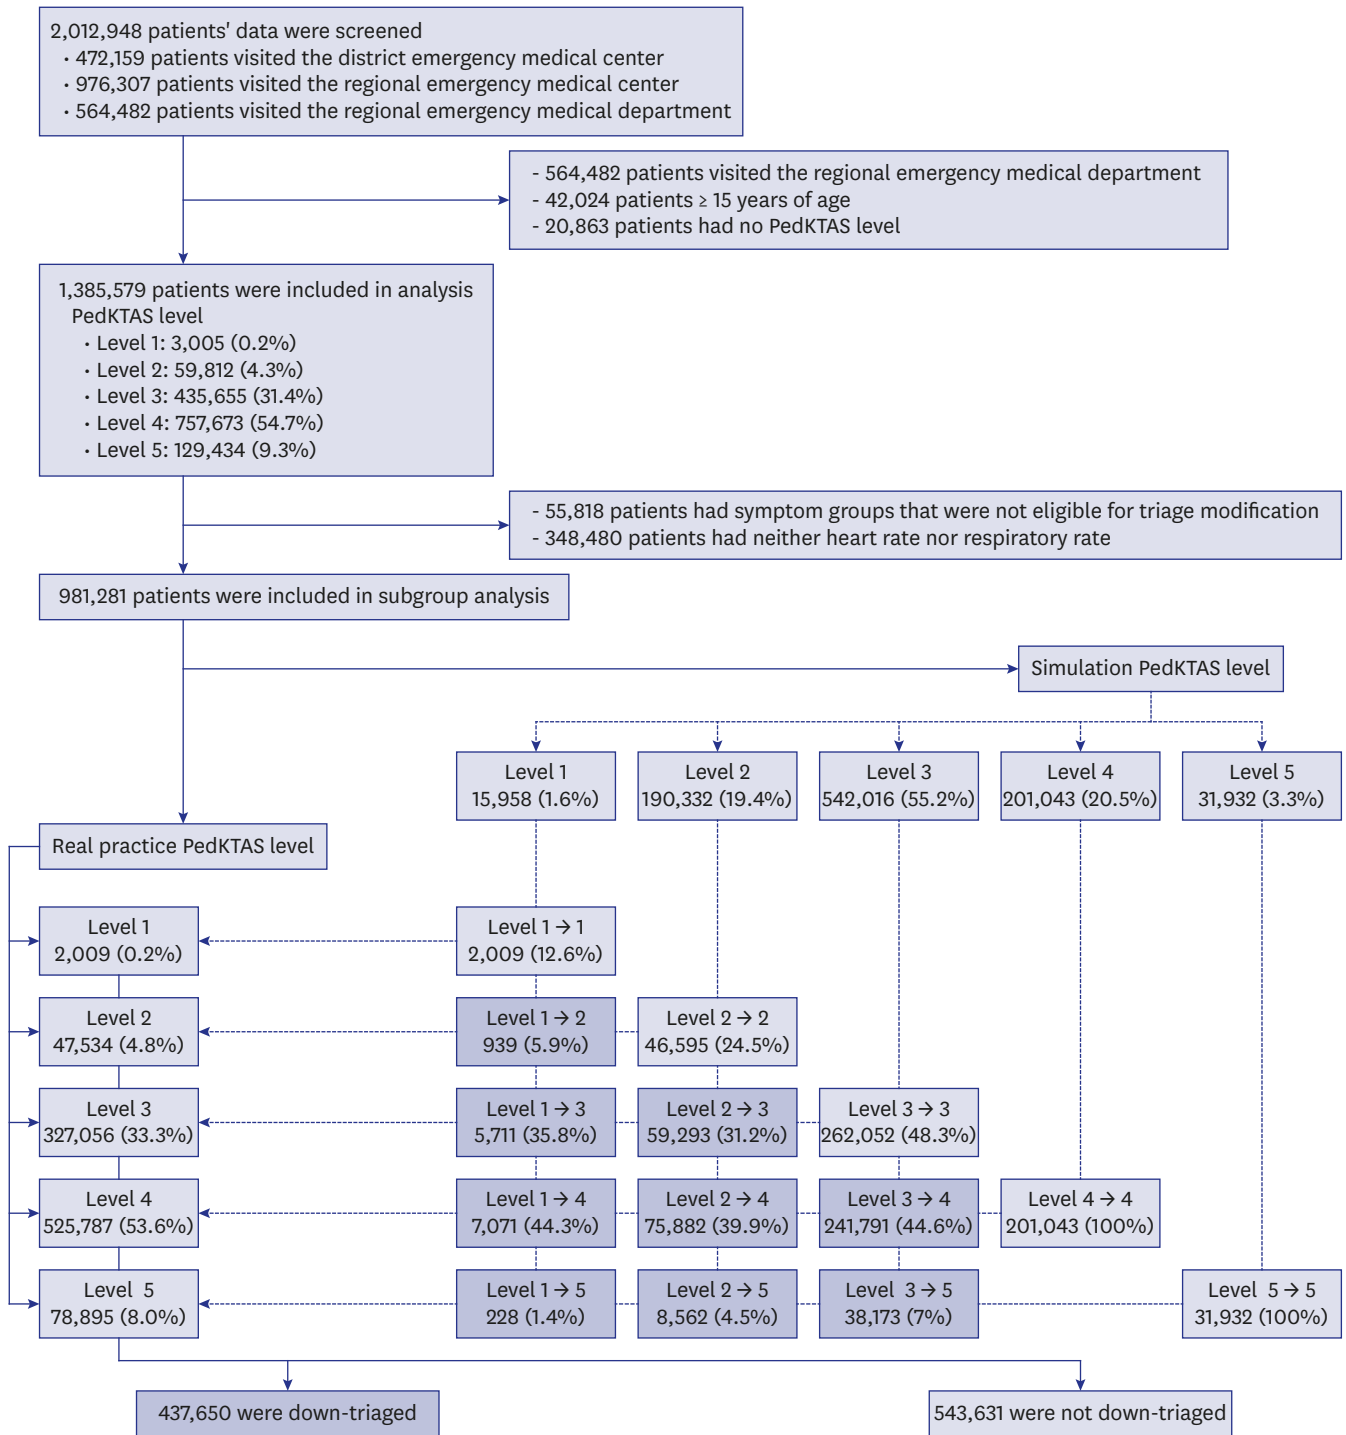 2,012,948 patients' data were screened
· 472,159 patients visited the district emergency medical center
· 976,307 patients visited the regional emergency medical center
· 564,482 patients visited the regional emergency medical department
- 564,482 patients visited the regional emergency medical department
- 42,024 patients ≥ 15 years of age
- 20,863 patients had no PedKTAS level
1,385,579 patients were included in analysis
PedKTAS level
· Level 1: 3,005 (0.2%)
· Level 2: 59,812 (4.3%)
· Level 3: 435,655 (31.4%)
· Level 4: 757,673 (54.7%)
· Level 5: 129,434 (9.3%)
- 55,818 patients had symptom groups that were not eligible for triage modification
- 348,480 patients had neither heart rate nor respiratory rate
981,281 patients were included in subgroup analysis
Simulation PedKTAS level
Level 1
15,958 (1.6%)
Level 2
190,332 (19.4%)
Level 3
542,016 (55.2%)
Level 4
201,043 (20.5%)
Level 5
31,932 (3.3%)
Real practice PedKTAS level
Level 1
2,009 (0.2%)
Level 1 → 1
2,009 (12.6%)
Level 2
47,534 (4.8%)
Level 1 → 2
939 (5.9%)
Level 2 → 2
46,595 (24.5%)
Level 3
327,056 (33.3%)
Level 1 → 3
5,711 (35.8%)
Level 2 → 3
59,293 (31.2%)
Level 3 → 3
262,052 (48.3%)
Level 4
525,787 (53.6%)
Level 1 → 4
7,071 (44.3%)
Level 2 → 4
75,882 (39.9%)
Level 3 → 4
241,791 (44.6%)
Level 4 → 4
201,043 (100%)
Level 5
78,895 (8.0%)
Level 1 → 5
228 (1.4%)
Level 2 → 5
8,562 (4.5%)
Level 3 → 5
38,173 (7%)
Level 5 → 5
31,932 (100%)
437,650 were down-triaged
543,631 were not down-triaged